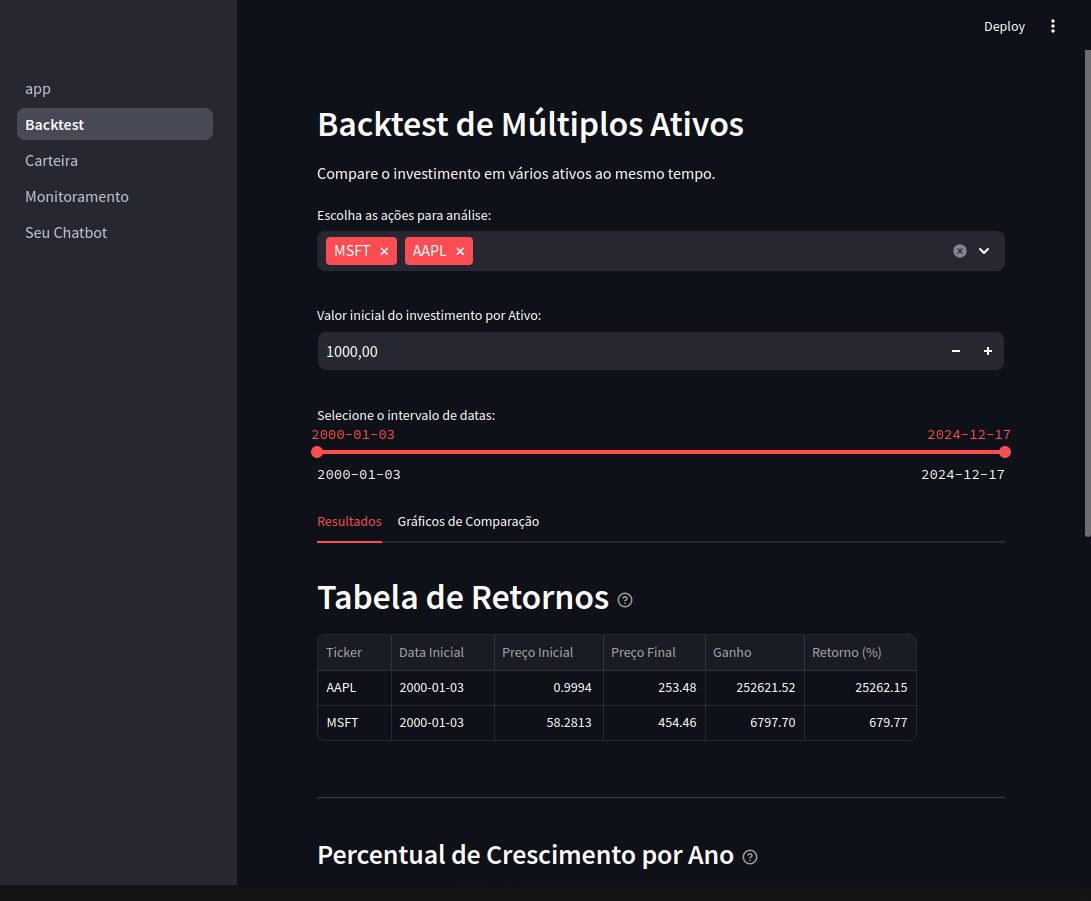 Deploy
app
Backtest
Carteira
Monitoramento
Seu Chatbot
Backtest de Múltiplos Ativos
Compare o investimento em vários ativos ao mesmo tempo.
Escolha as ações para análise:
MSFT AAPL
Valor inicial do investimento por Ativo:
1000,00
Selecione o intervalo de datas:
2000-01-03 2024-12-17
2000-01-03 2024-12-17
Resultados Gráficos de Comparação
Tabela de Retornos
Ticker Data Inicial Preço Inicial Preço Final Ganho Retorno (%)
AAPL 2000-01-03 0.9994 253.48 252621.52 25262.15
MSFT 2000-01-03 58.2813 454.46 6797.70 679.77
Percentual de Crescimento por Ano